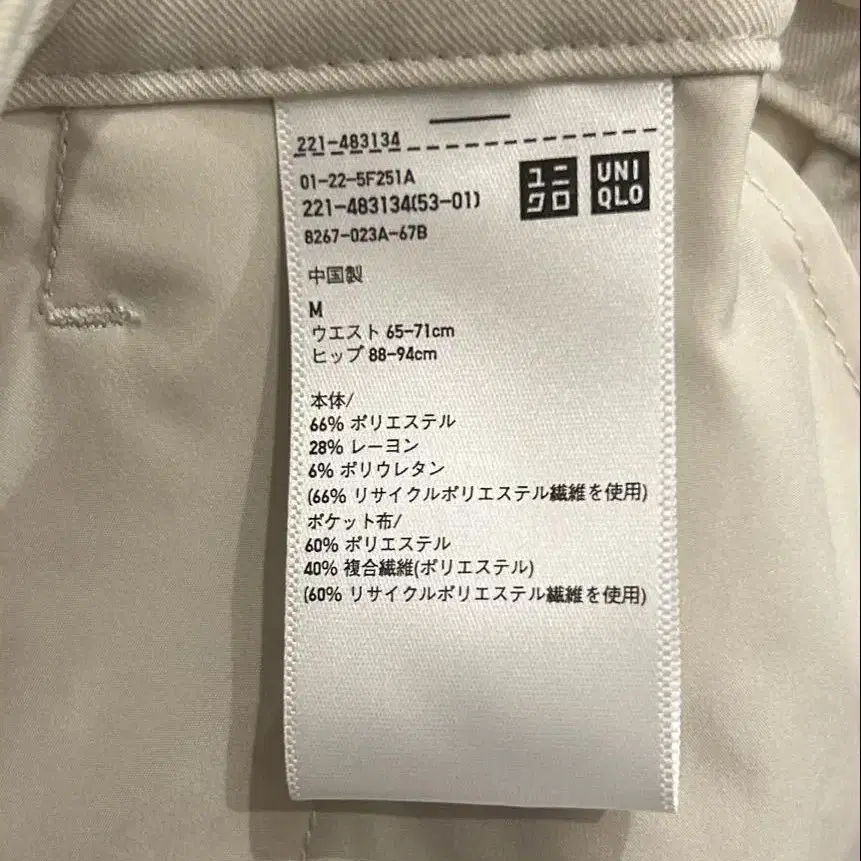 221-483134
01-22-5F251A
221-483134(53-01)
8267-023A-67B
ユニ
クロ
UNI
QLO
中国製
M
ウエスト 65-71cm
ヒップ 88-94cm
本体/
66% ポリエステル
28% レーヨン
6% ポリウレタン
(66% リサイクルポリエステル繊維を使用)
ポケット布/
60% ポリエステル
40% 複合繊維(ポリエステル)
(60% リサイクルポリエステル繊維を使用)